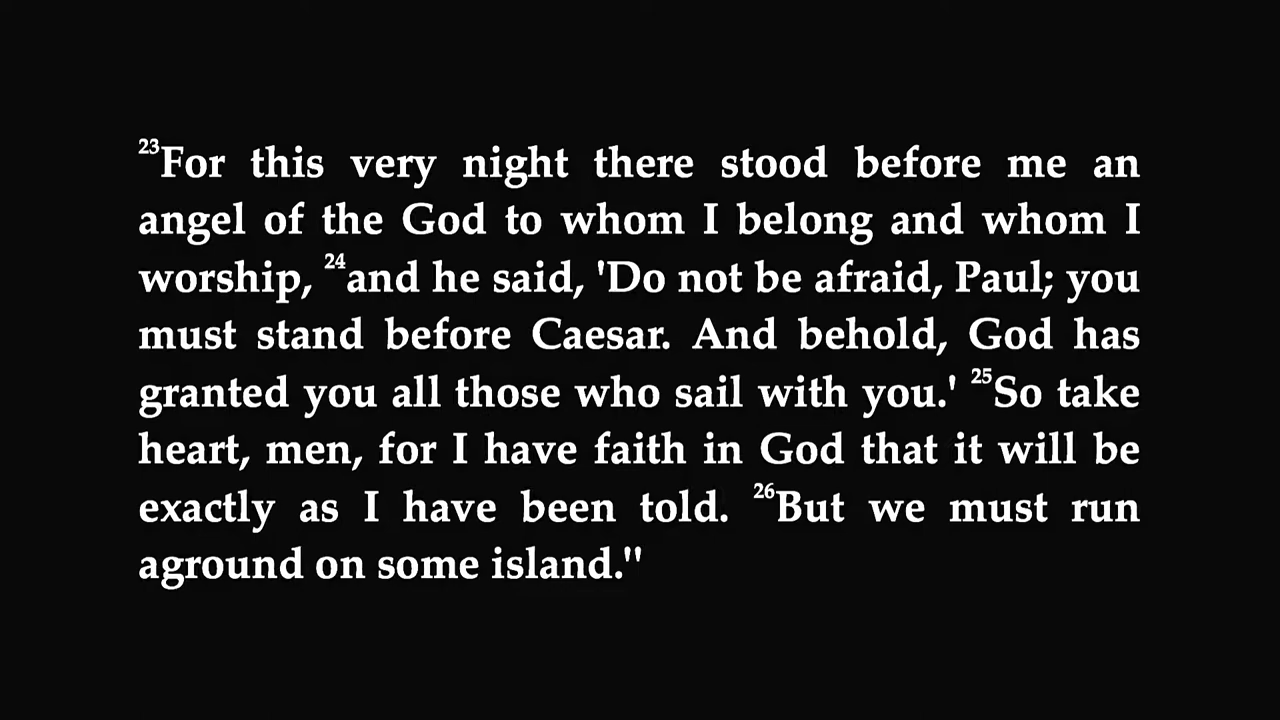 23For this very night there stood before me an
angel of the God to whom I belong and whom I
worship, 24and he said, 'Do not be afraid, Paul; you
must stand before Caesar. And behold, God has
granted you all those who sail with you.' 25So take
heart, men, for I have faith in God that it will be
exactly as I have been told. 26But we must run
aground on some island."